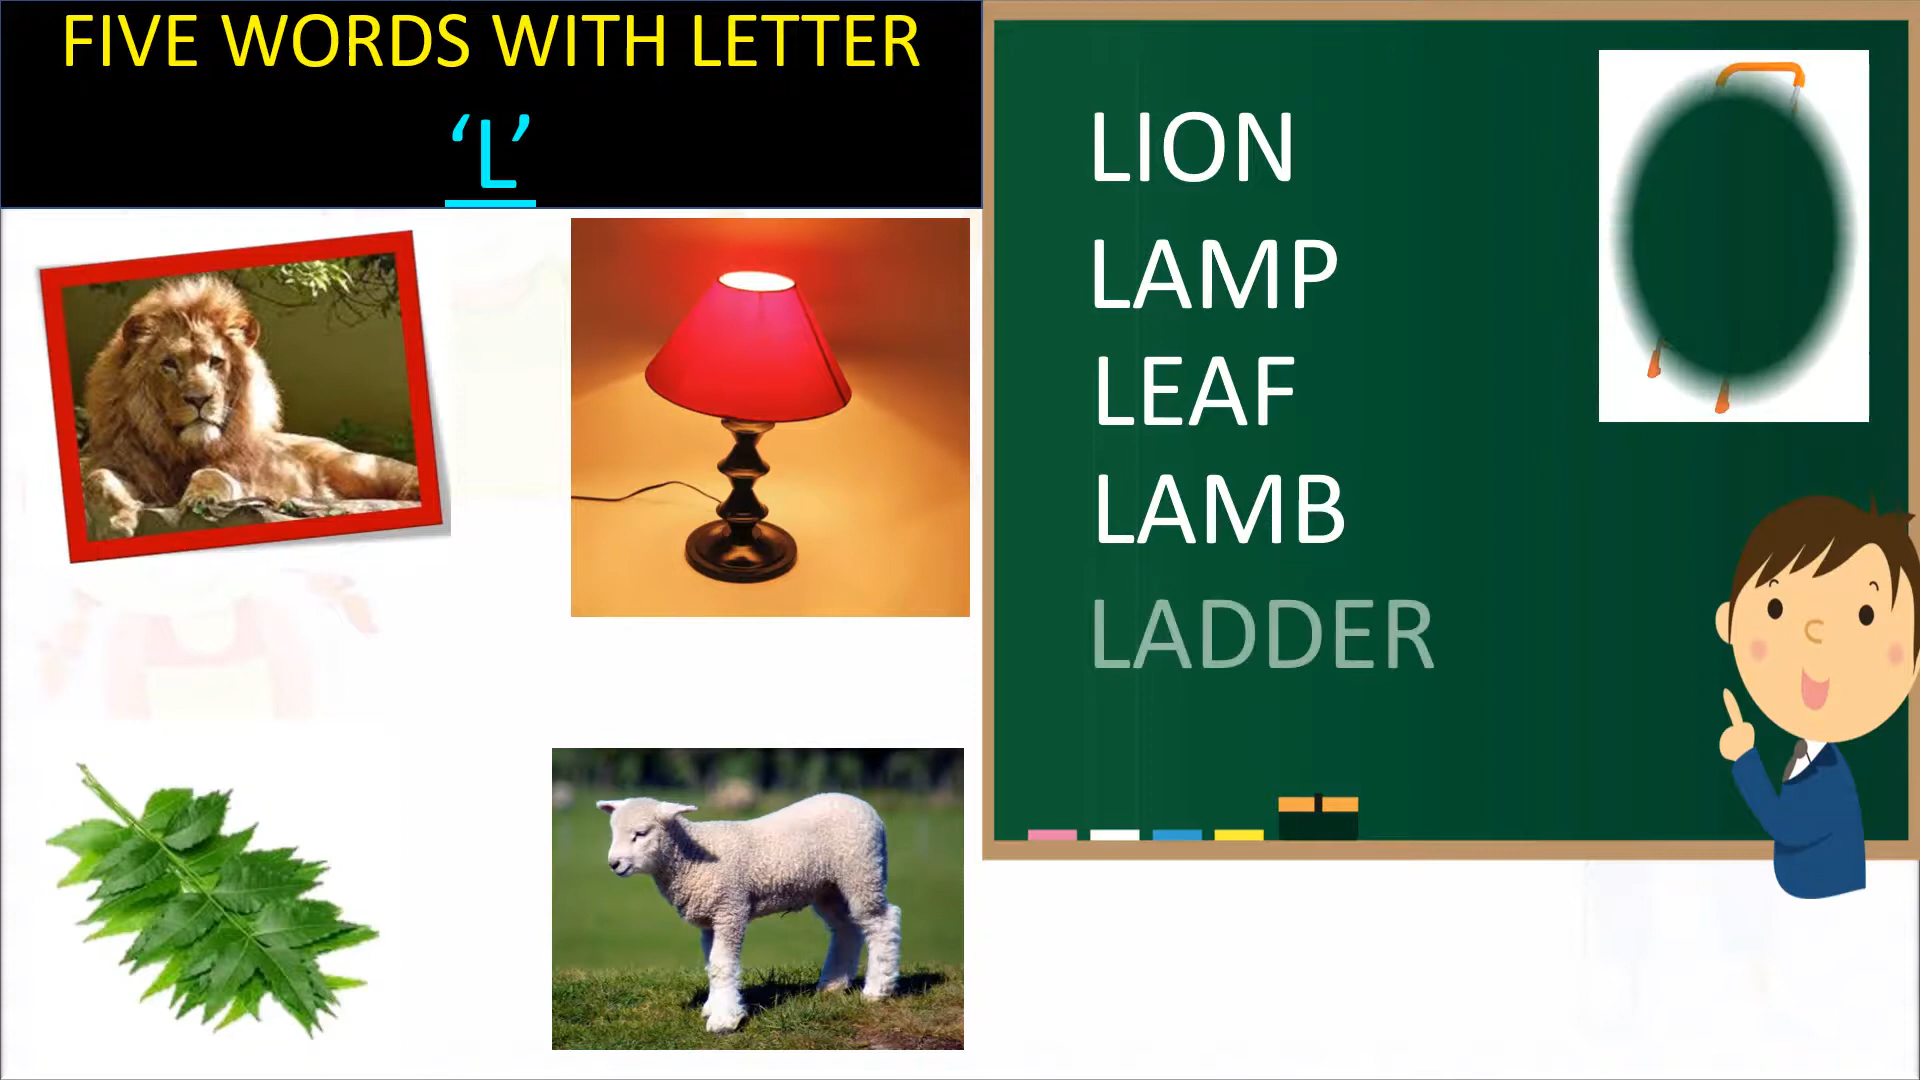 FIVE WORDS WITH LETTER
‘L’
LION
LAMP
LEAF
LAMB
LADDER